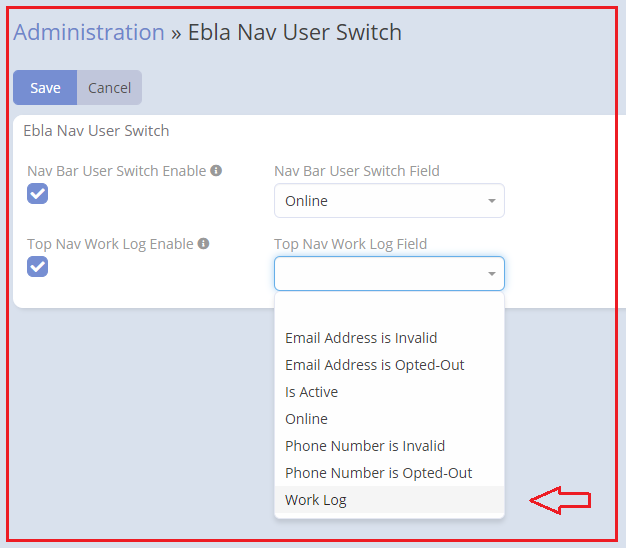 Administration » Ebla Nav User Switch
Save Cancel
Ebla Nav User Switch
Nav Bar User Switch Enable Nav Bar User Switch Field
Online
Top Nav Work Log Enable Top Nav Work Log Field
Email Address is Invalid
Email Address is Opted-Out
Is Active
Online
Phone Number is Invalid
Phone Number is Opted-Out
Work Log